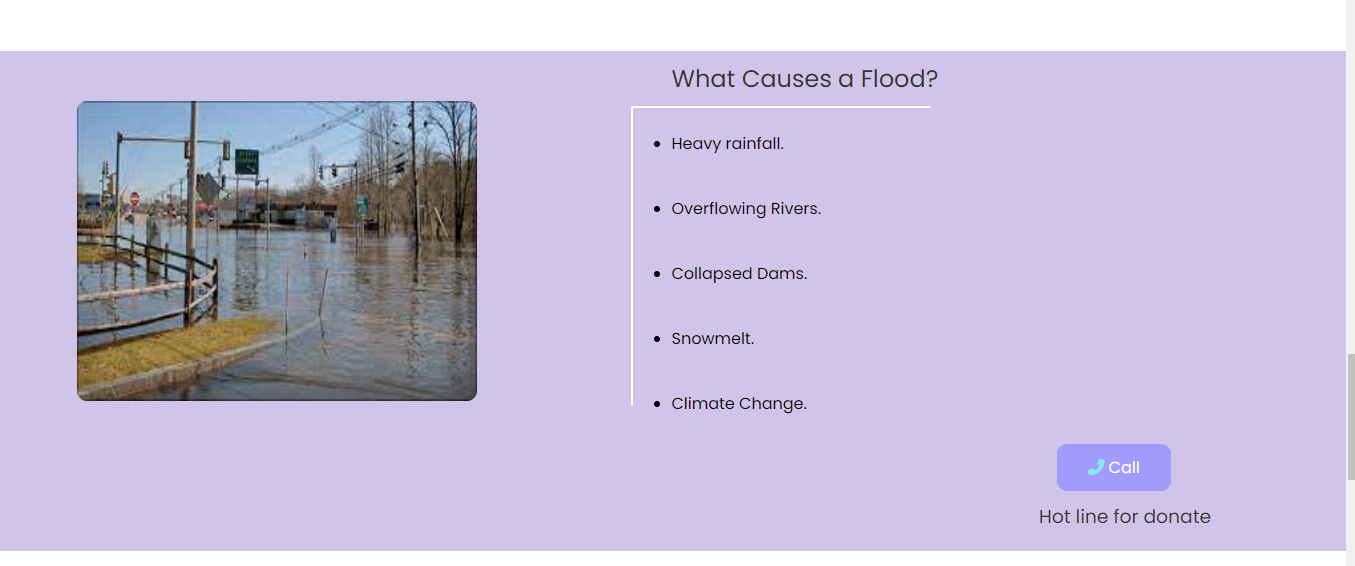 What Causes a Flood?
Heavy rainfall.
Overflowing Rivers.
Collapsed Dams.
Snowmelt.
Climate Change.
Call
Hot line for donate